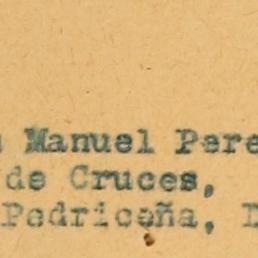 Manuel Pere
de Cruces,
Pedriceña, D